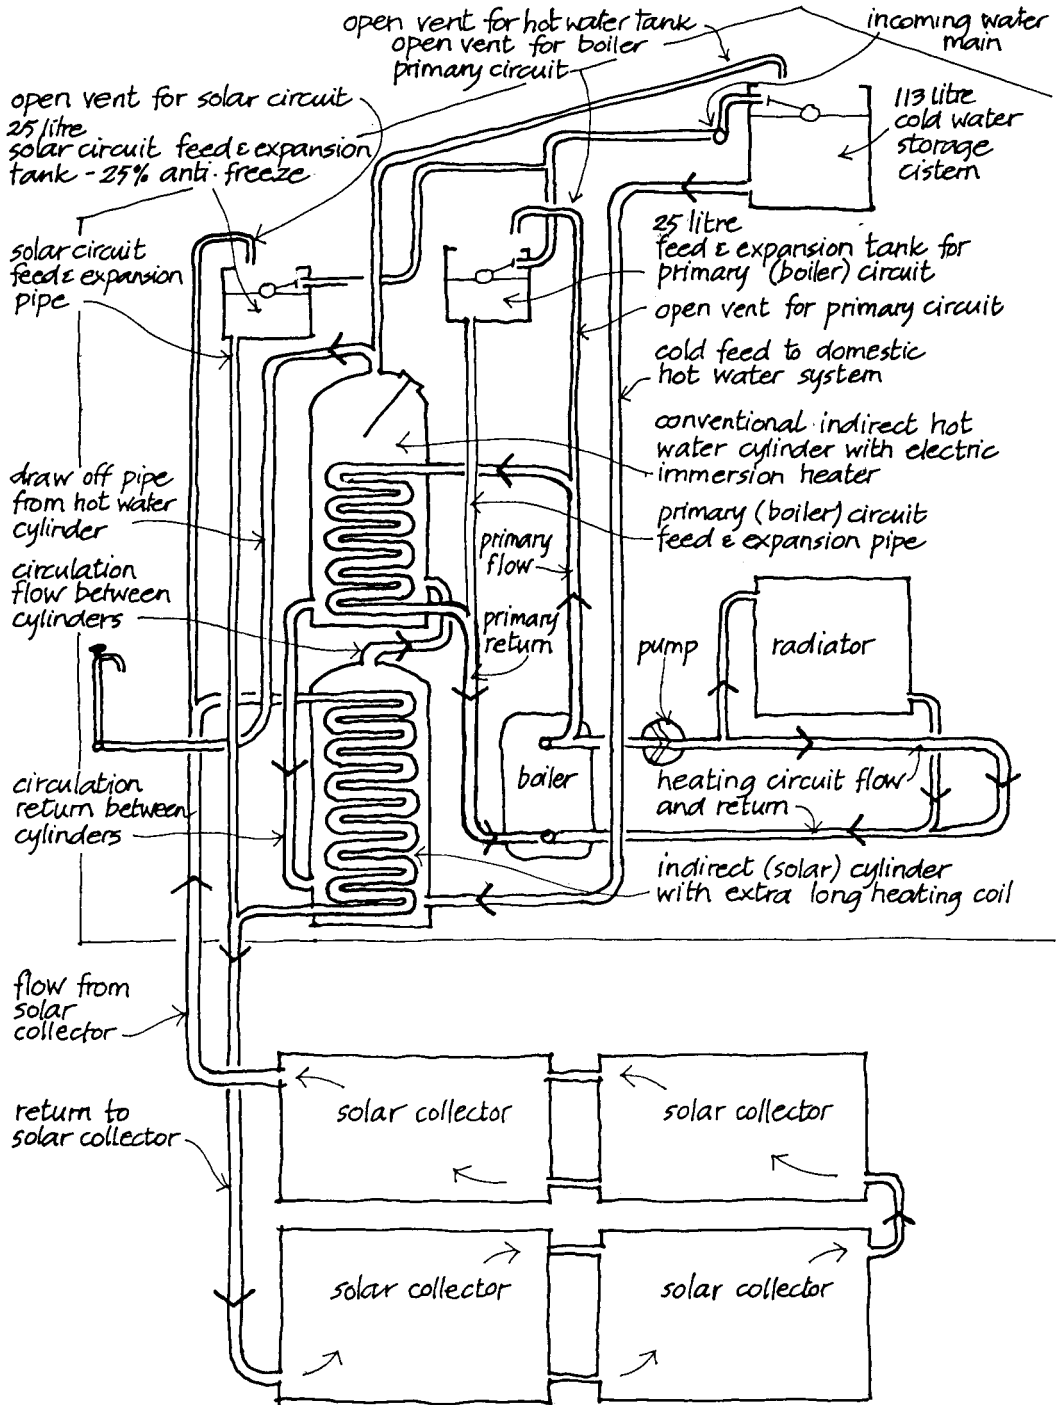 open vent for hot water tank
open vent for boiler
primary circuit
incoming water
main
open vent for solar circuit
25 litre
solar circuit feed & expansion
tank - 25% anti-freeze
113 litre
cold water
storage
cistern
solar circuit
feed & expansion
pipe
25 litre
feed & expansion tank for
primary (boiler) circuit
open vent for primary circuit
cold feed to domestic
hot water system
conventional indirect hot
water cylinder with electric
immersion heater
draw off pipe
from hot water
cylinder
primary (boiler) circuit
feed & expansion pipe
primary
flow
circulation
flow between
cylinders
primary
return
pump
radiator
boiler
heating circuit flow
and return
circulation
return between
cylinders
indirect (solar) cylinder
with extra long heating coil
flow from
solar
collector
return to
solar collector
solar collector
solar collector
solar collector
solar collector